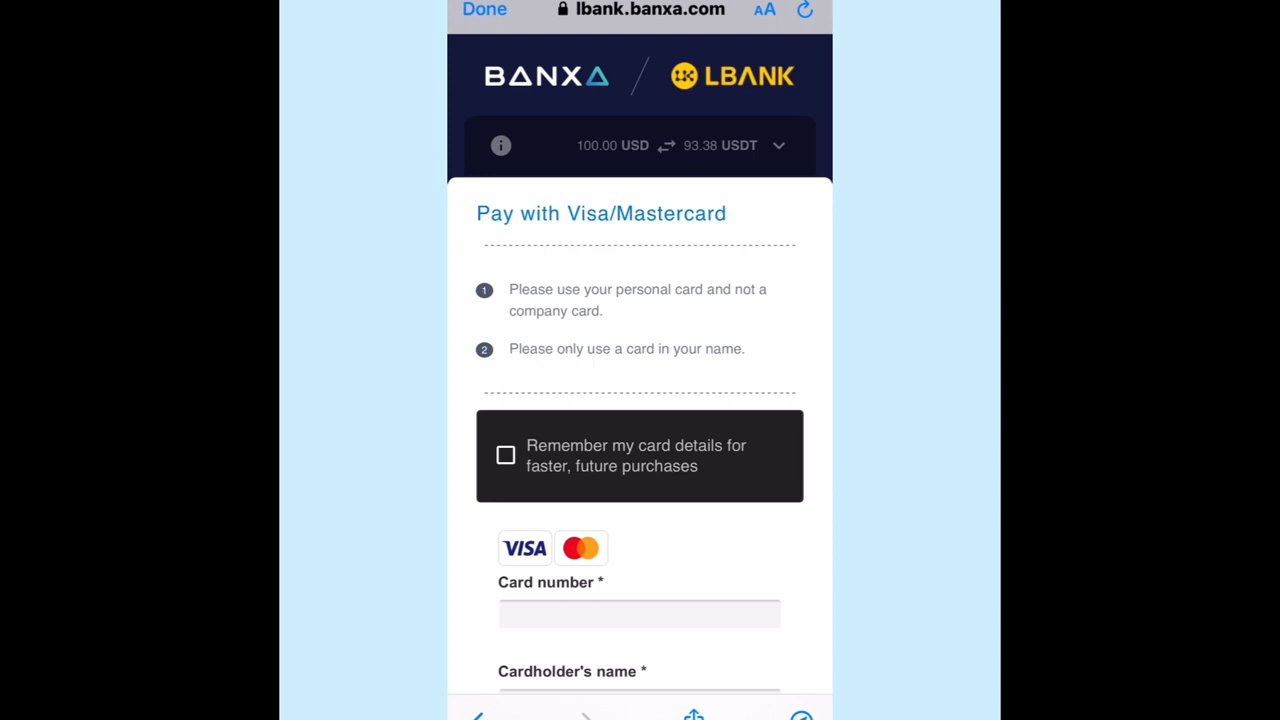 Done lbank.banxa.com AA
BANXA / LBANK
100.00 USD 93.38 USDT
Pay with Visa/Mastercard
1 Please use your personal card and not a
company card.
2 Please only use a card in your name.
Remember my card details for
faster, future purchases
VISA
Card number *
Cardholder's name *